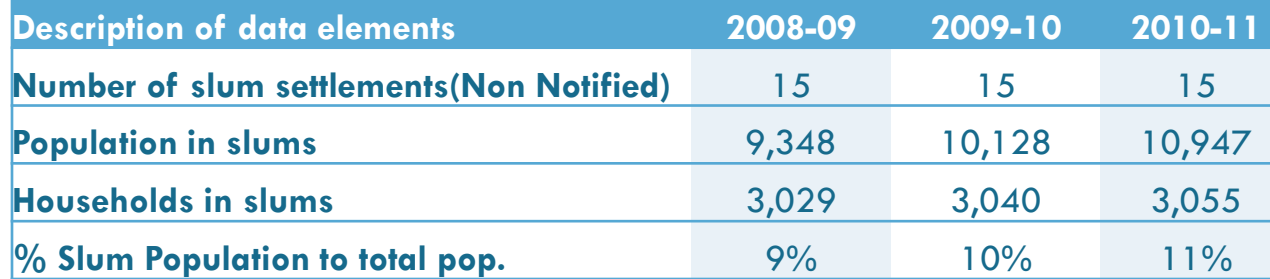 Description of data elements 2008-09 2009-10 2010-11
Number of slum settlements(Non Notified) 15 15 15
Population in slums 9,348 10,128 10,947
Households in slums 3,029 3,040 3,055
% Slum Population to total pop. 9% 10% 11%